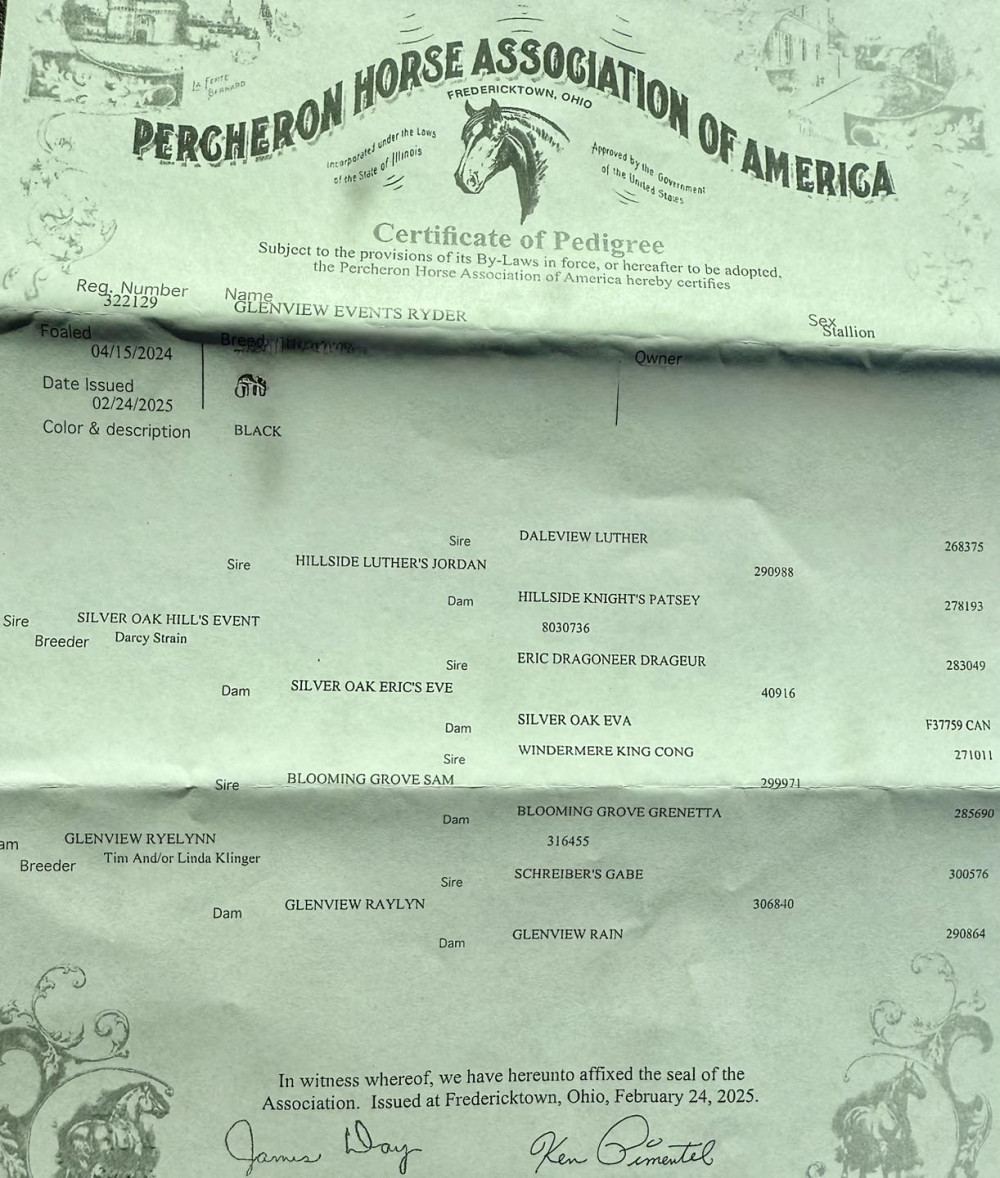 LA FERTE
BERNARD
PERCHERON HORSE ASSOCIATION OF AMERICA
FREDERICKTOWN, OHIO
Incorporated under the Laws
of the State of Illinois
Approved by the Government
of the United States
Certificate of Pedigree
Subject to the provisions of its By-Laws in force, or hereafter to be adopted,
the Percheron Horse Association of America hereby certifies
Reg. Number Name Sex
322129 GLENVIEW EVENTS RYDER Stallion
Foaled Breed Owner
04/15/2024
Date Issued
02/24/2025
Color & description BLACK
Sire DALEVIEW LUTHER 268375
Sire HILLSIDE LUTHER'S JORDAN 290988
Dam HILLSIDE KNIGHT'S PATSEY 278193
Sire SILVER OAK HILL'S EVENT 8030736
Breeder Darcy Strain
Sire ERIC DRAGONEER DRAGEUR 283049
Dam SILVER OAK ERIC'S EVE 40916
Dam SILVER OAK EVA F37759 CAN
Sire WINDERMERE KING CONG 271011
Sire BLOOMING GROVE SAM 299971
Dam BLOOMING GROVE GRENETTA 285690
am GLENVIEW RYELYNN 316455
Breeder Tim And/or Linda Klinger
Sire SCHREIBER'S GABE 300576
Dam GLENVIEW RAYLYN 306840
Dam GLENVIEW RAIN 290864
In witness whereof, we have hereunto affixed the seal of the
Association. Issued at Fredericktown, Ohio, February 24, 2025.
James Day Ken Pimentel